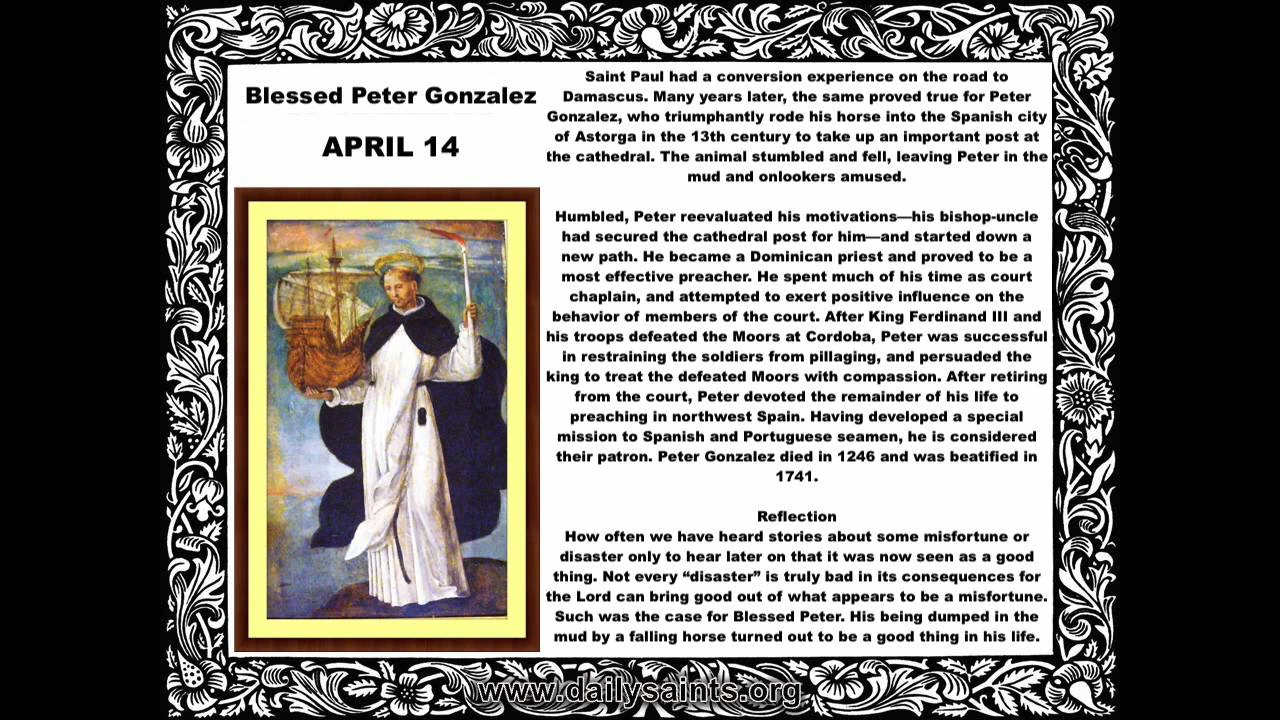 Blessed Peter Gonzalez
APRIL 14
Saint Paul had a conversion experience on the road to
Damascus. Many years later, the same proved true for Peter
Gonzalez, who triumphantly rode his horse into the Spanish city
of Astorga in the 13th century to take up an important post at
the cathedral. The animal stumbled and fell, leaving Peter in the
mud and onlookers amused.
Humbled, Peter reevaluated his motivations—his bishop-uncle
had secured the cathedral post for him—and started down a
new path. He became a Dominican priest and proved to be a
most effective preacher. He spent much of his time as court
chaplain, and attempted to exert positive influence on the
behavior of members of the court. After King Ferdinand III and
his troops defeated the Moors at Cordoba, Peter was successful
in restraining the soldiers from pillaging, and persuaded the
king to treat the defeated Moors with compassion. After retiring
from the court, Peter devoted the remainder of his life to
preaching in northwest Spain. Having developed a special
mission to Spanish and Portuguese seamen, he is considered
their patron. Peter Gonzalez died in 1246 and was beatified in
1741.
Reflection
How often we have heard stories about some misfortune or
disaster only to hear later on that it was now seen as a good
thing. Not every “disaster” is truly bad in its consequences for
the Lord can bring good out of what appears to be a misfortune.
Such was the case for Blessed Peter. His being dumped in the
mud by a falling horse turned out to be a good thing in his life.
www.dailysaints.org